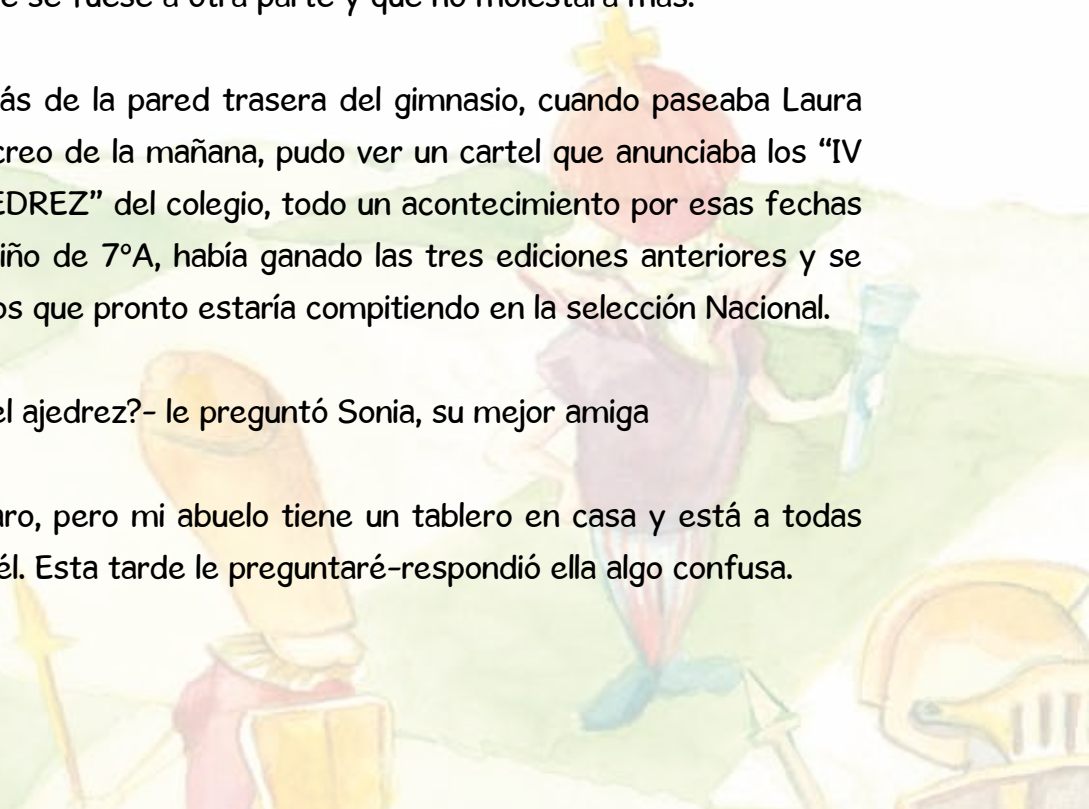 se fuese a otra parte y que no molestara más.
ás de la pared trasera del gimnasio, cuando paseaba Laura
creo de la mañana, pudo ver un cartel que anunciaba los “IV
EDREZ” del colegio, todo un acontecimiento por esas fechas
iño de 7ºA, había ganado las tres ediciones anteriores y se
os que pronto estaría compitiendo en la selección Nacional.
el ajedrez?- le preguntó Sonia, su mejor amiga
aro, pero mi abuelo tiene un tablero en casa y está a todas
él. Esta tarde le preguntaré-respondió ella algo confusa.